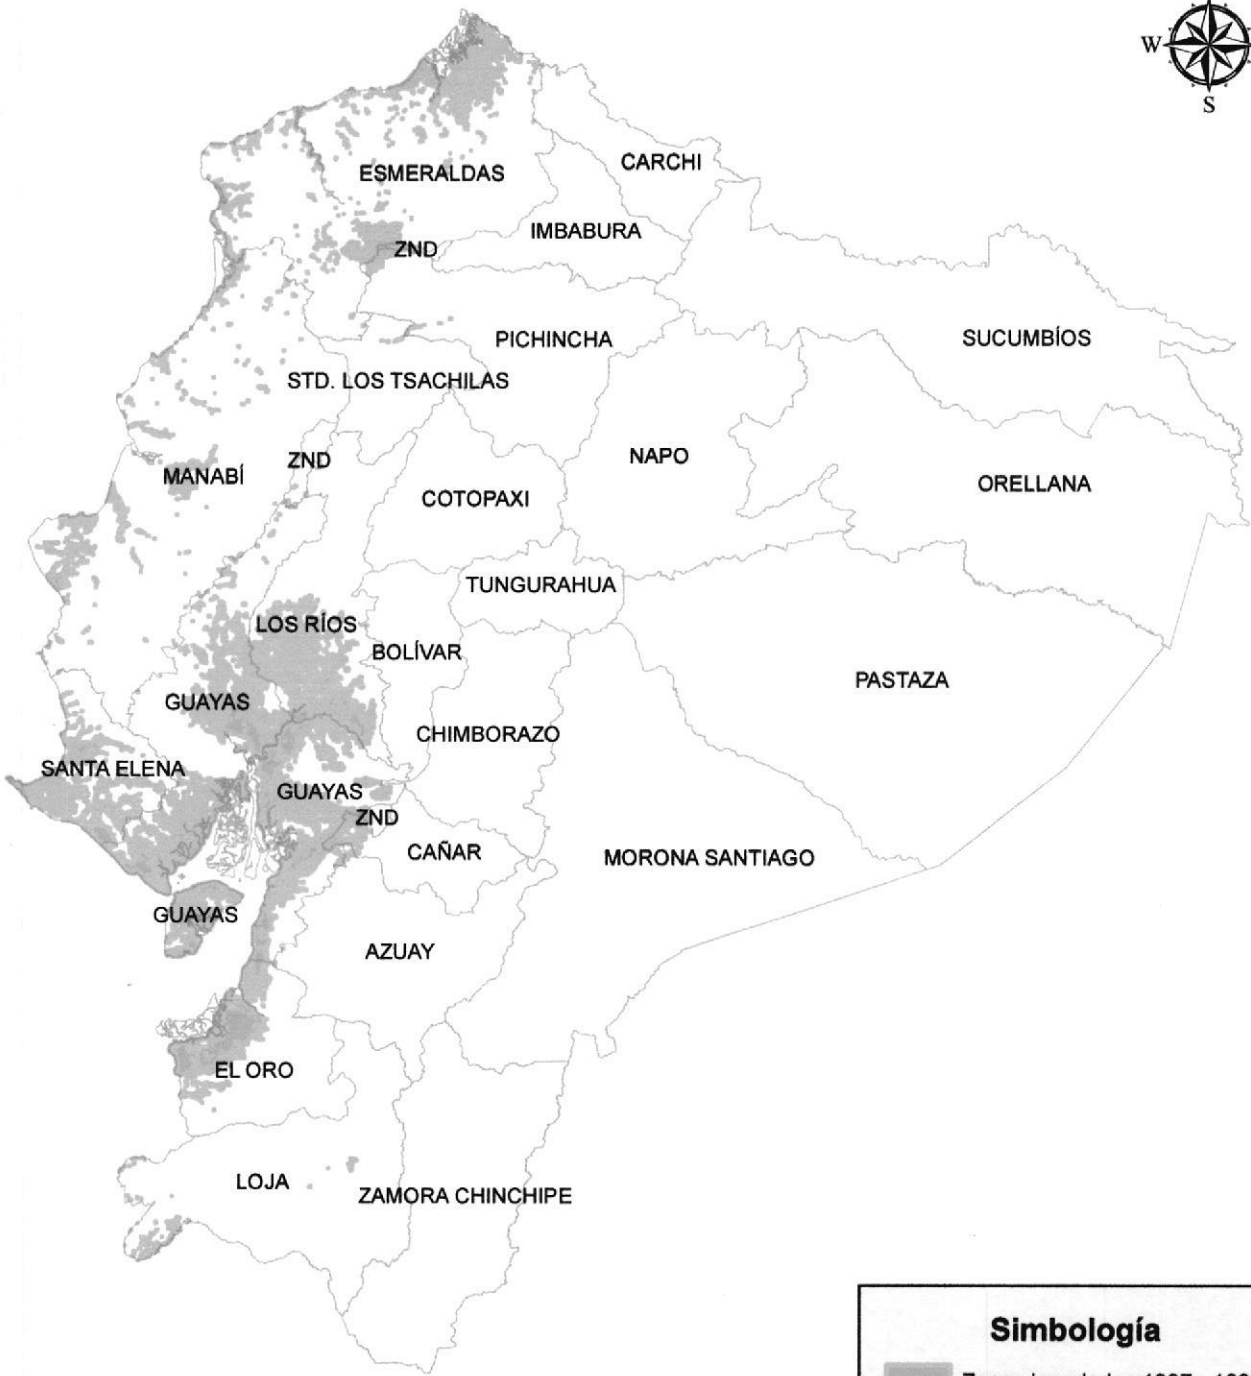 W
S
CARCHI
ESMERALDAS
IMBABURA
ZND
PICHINCHA
SUCUMBÍOS
STD. LOS TSACHILAS
NAPO
ZND
MANABÍ
ORELLANA
COTOPAXI
TUNGURAHUA
LOS RÍOS
BOLÍVAR
PASTAZA
GUAYAS
CHIMBORAZO
SANTA ELENA
GUAYAS
ZND
CAÑAR
MORONA SANTIAGO
GUAYAS
AZUAY
EL ORO
LOJA
ZAMORA CHINCHIPE
Simbología